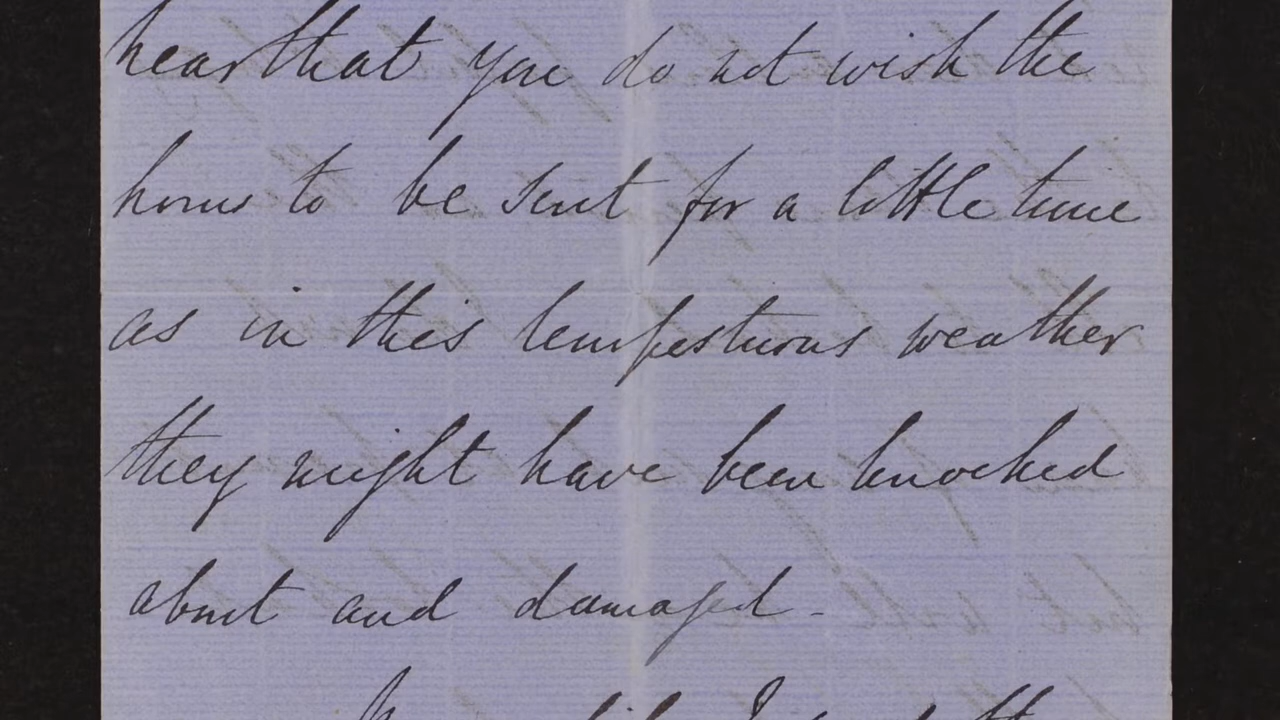 hear that you do not wish the
horns to be sent for a little time
as in this tempestuous weather
they might have been knocked
about and damaged -